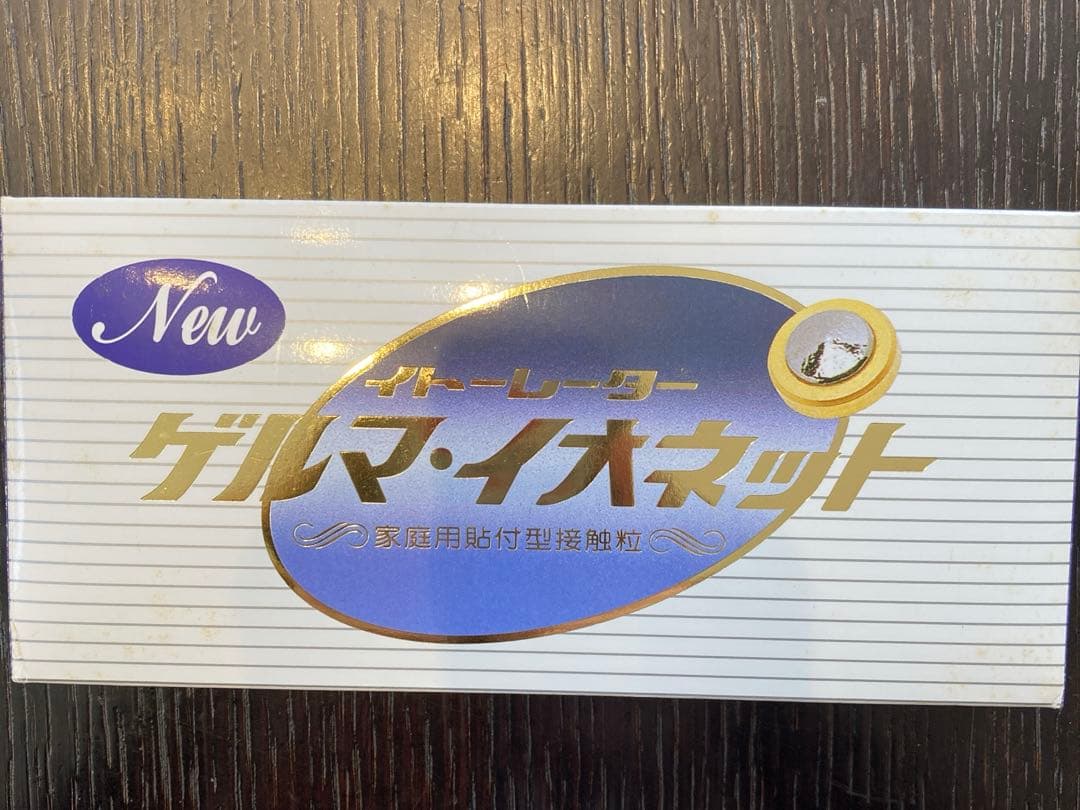 New
イトーレーター
ゲルマ・イオネット
家庭用貼付型接触粒